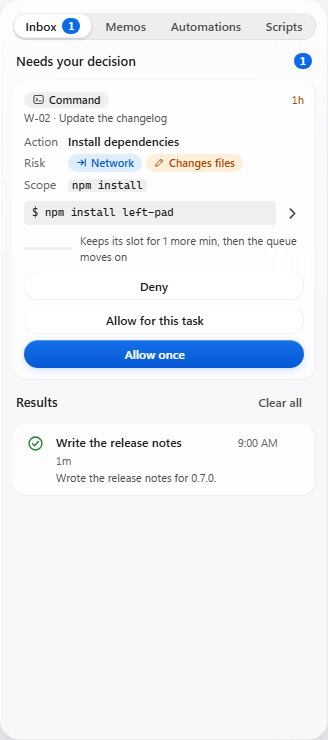 Inbox 1 Memos Automations Scripts
Needs your decision 1
Command 1h
W-02 · Update the changelog
Action Install dependencies
Risk Network Changes files
Scope npm install
$ npm install left-pad
Keeps its slot for 1 more min, then the queue
moves on
Deny
Allow for this task
Allow once
Results Clear all
Write the release notes 9:00 AM
1m
Wrote the release notes for 0.7.0.